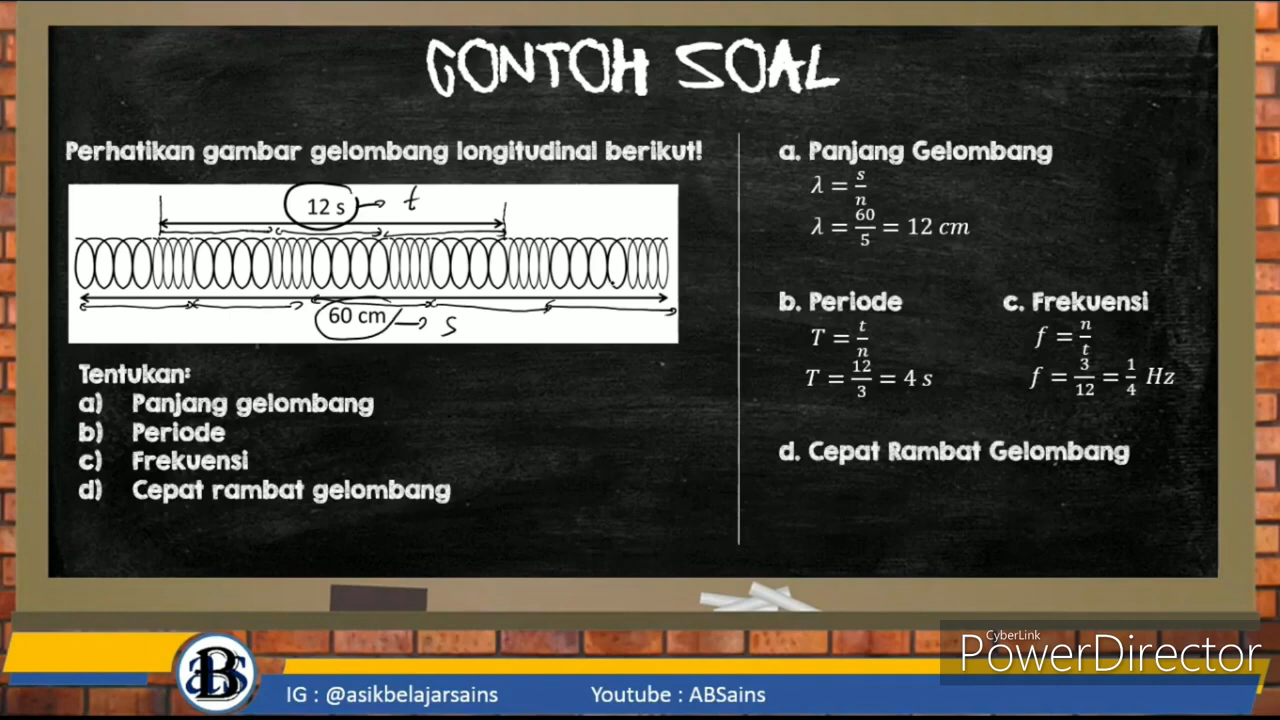 CONTOH SOAL
Perhatikan gambar gelombang longitudinal berikut!
12 s → t
60 cm → s
Tentukan:
a) Panjang gelombang
b) Periode
c) Frekuensi
d) Cepat rambat gelombang
a. Panjang Gelombang
λ = s/n
λ = 60/5 = 12 cm
b. Periode
T = t/n
T = 12/3 = 4 s
c. Frekuensi
f = n/t
f = 3/12 = 1/4 Hz
d. Cepat Rambat Gelombang
ABS
IG : @asikbelajarsains
Youtube : ABSains
CyberLink
PowerDirector